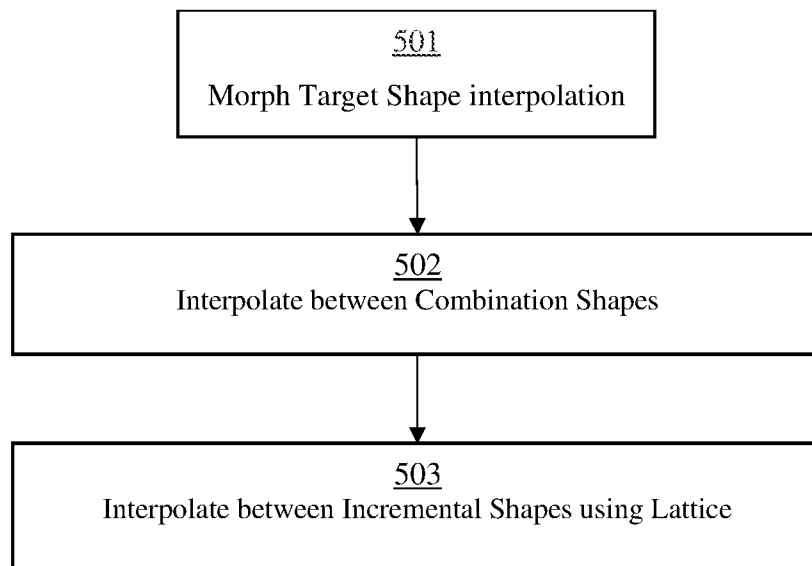 501
Morph Target Shape interpolation
502
Interpolate between Combination Shapes
503
Interpolate between Incremental Shapes using Lattice